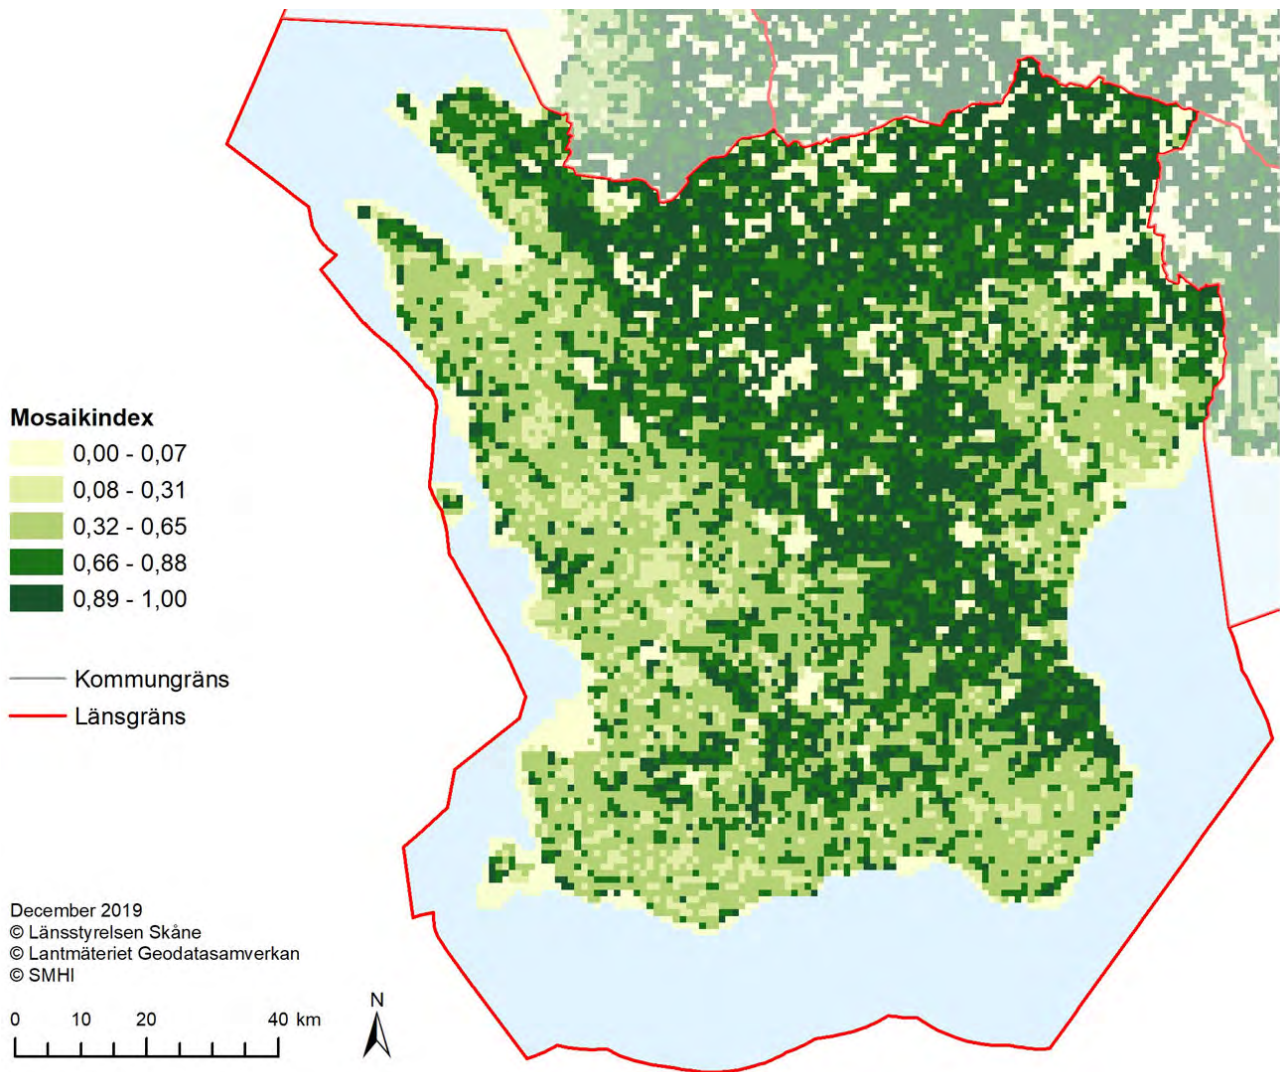 Mosaikindex
0,00 - 0,07
0,08 - 0,31
0,32 - 0,65
0,66 - 0,88
0,89 - 1,00
Kommungräns
Länsgräns
December 2019
© Länsstyrelsen Skåne
© Lantmäteriet Geodatasamverkan
© SMHI
0 10 20 40 km
N